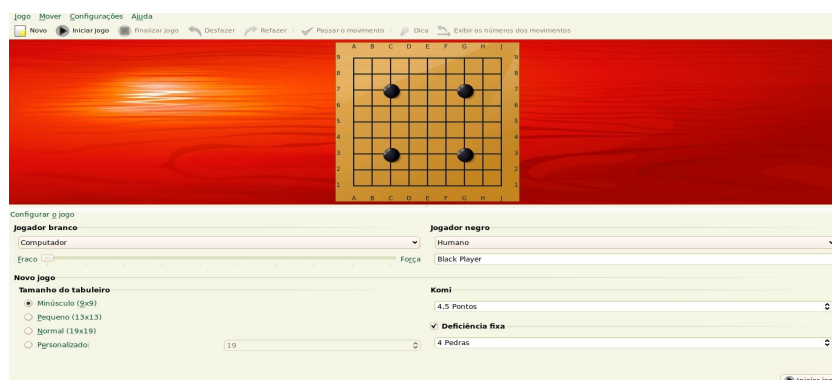 Jogo Mover Configurações Ajuda
Novo Iniciar jogo Finalizar jogo Desfazer Refazer Passar o movimento Dica Exibir os números dos movimentos
A B C D E F G H J
9 9
8 8
7 7
6 6
5 5
4 4
3 3
2 2
1 1
A B C D E F G H J
Configurar o jogo
Jogador branco Jogador negro
Computador Humano
Fraco Força Black Player
Novo jogo
Tamanho do tabuleiro Komi
Minúsculo (9x9) 4,5 Pontos
Pequeno (13x13)
Normal (19x19) Deficiência fixa
Personalizado: 19 4 Pedras
Iniciar jog